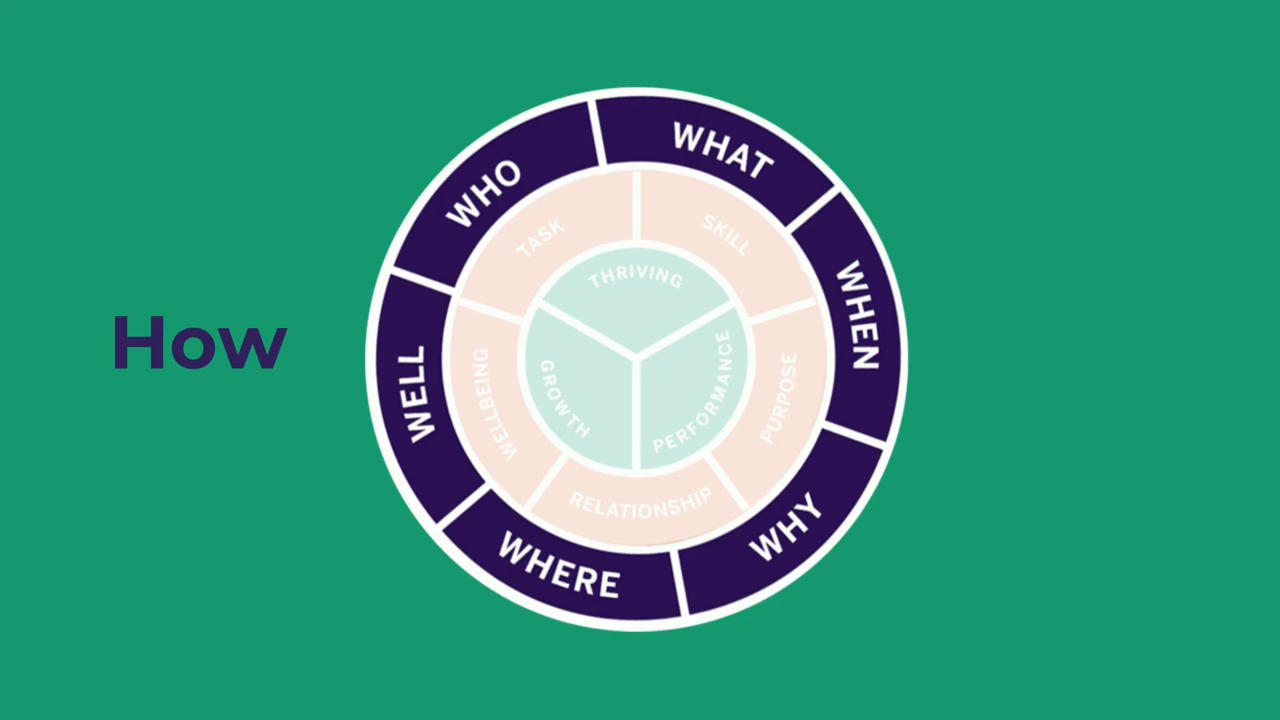 How
WHO
WHAT
WHEN
WHY
WHERE
WELL
TASK
SKILL
PURPOSE
RELATIONSHIP
WELLBEING
THRIVING
PERFORMANCE
GROWTH